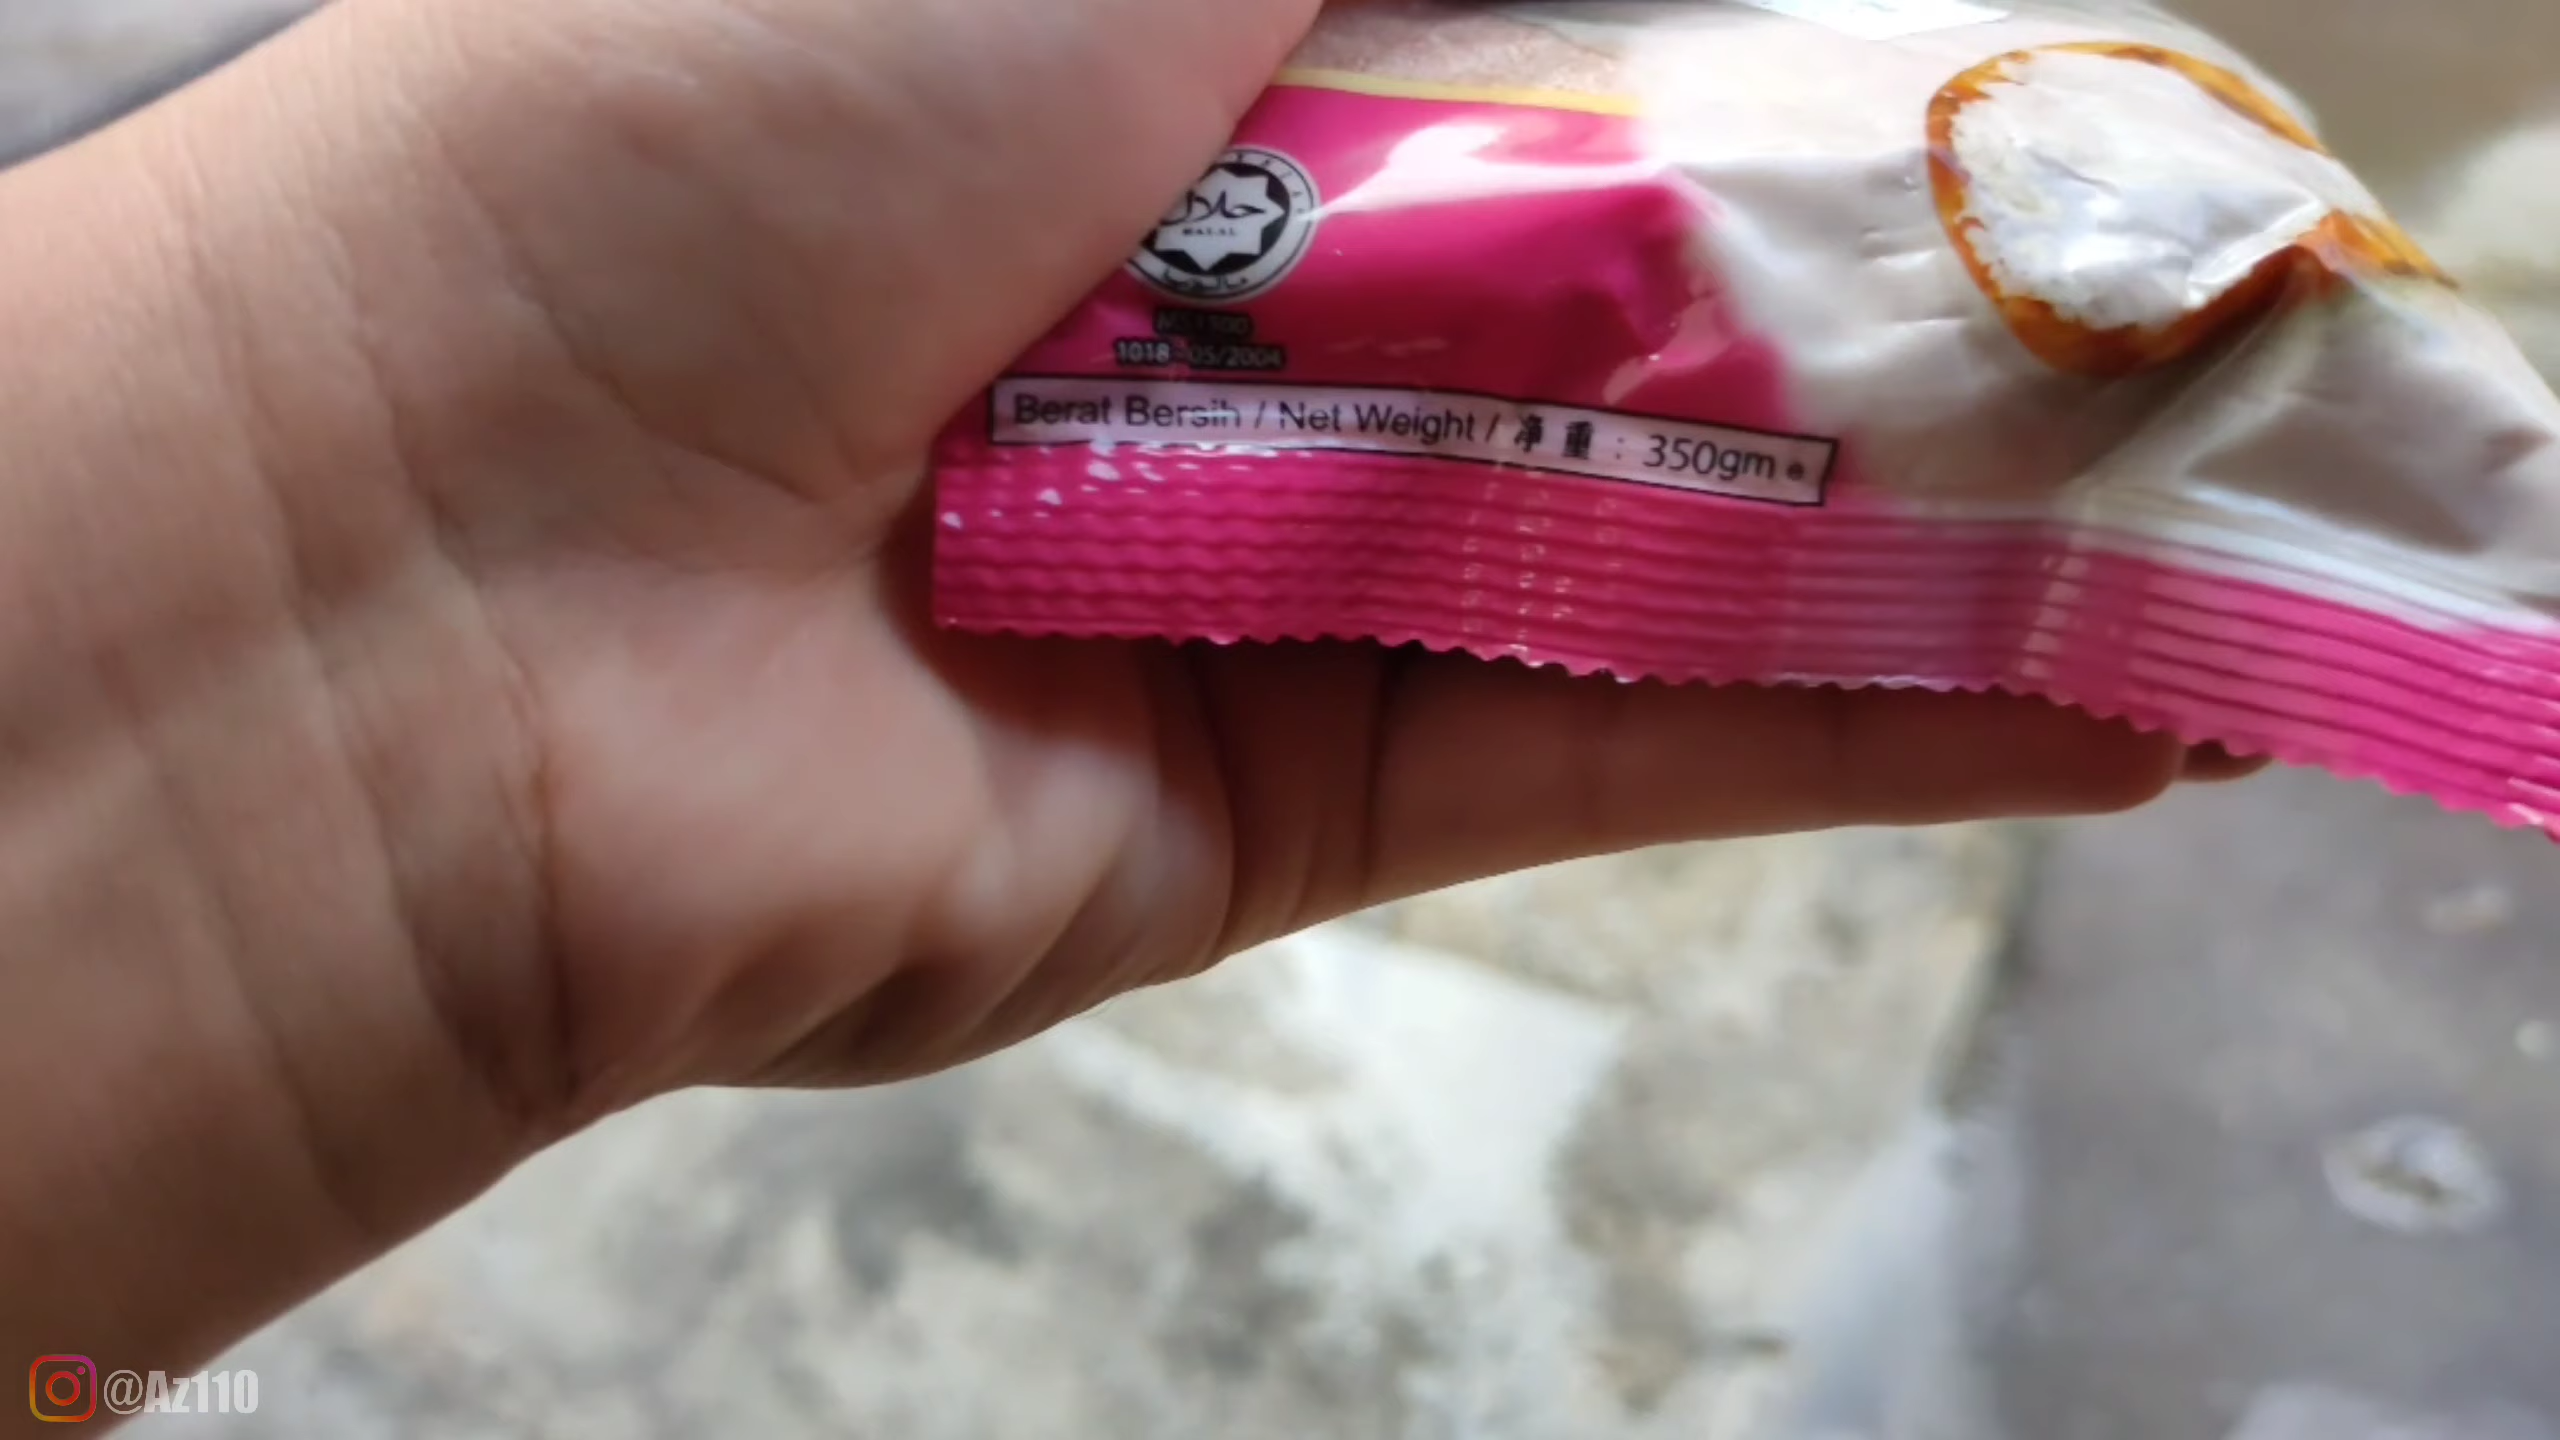 حلال
HALAL
1018-05/2004
Berat Bersih / Net Weight / 净 重 : 350gm e
@Az110